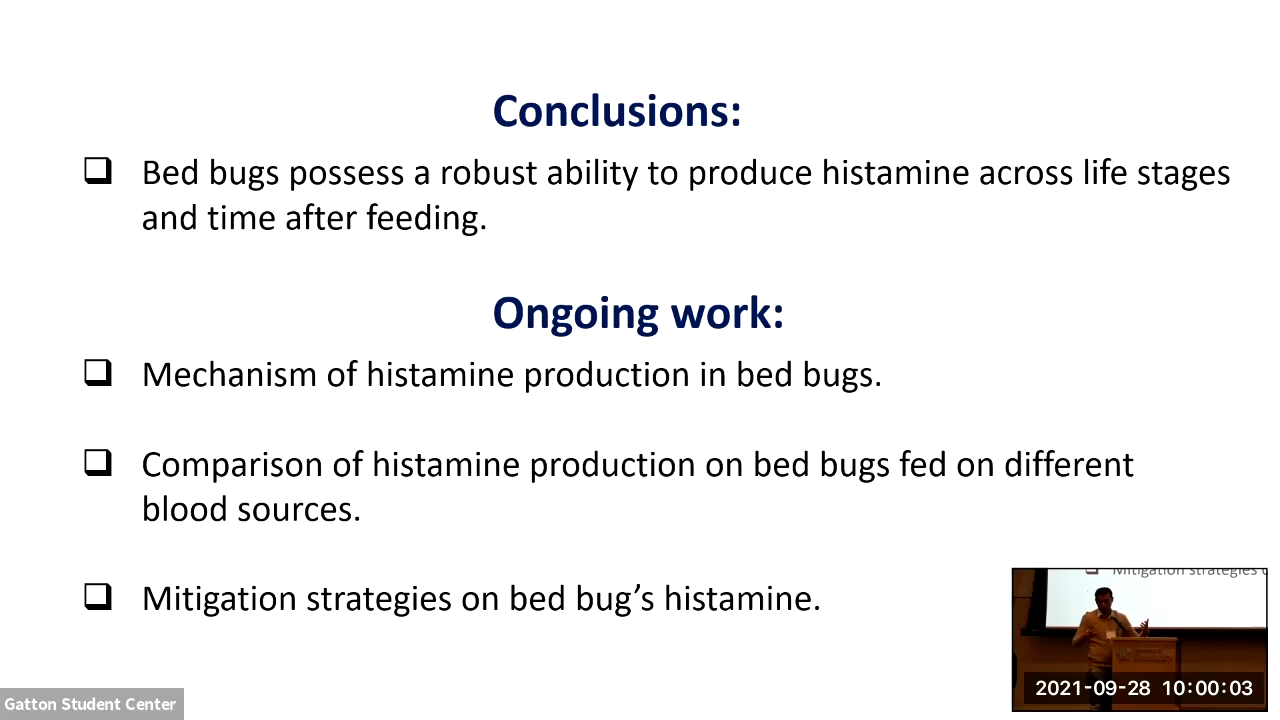 Conclusions:
❑ Bed bugs possess a robust ability to produce histamine across life stages
and time after feeding.
Ongoing work:
❑ Mechanism of histamine production in bed bugs.
❑ Comparison of histamine production on bed bugs fed on different
blood sources.
❑ Mitigation strategies on bed bug’s histamine.
Mitigation strategies
2021-09-28 10:00:03
Gatton Student Center